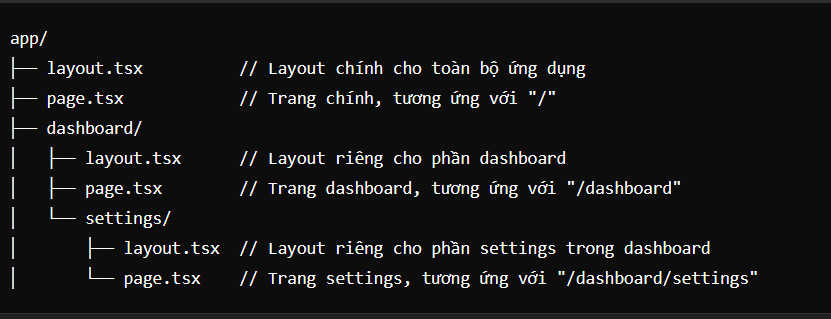 app/
├── layout.tsx          // Layout chính cho toàn bộ ứng dụng
├── page.tsx            // Trang chính, tương ứng với "/"
├── dashboard/
│   ├── layout.tsx      // Layout riêng cho phần dashboard
│   ├── page.tsx        // Trang dashboard, tương ứng với "/dashboard"
│   └── settings/
│       ├── layout.tsx  // Layout riêng cho phần settings trong dashboard
│       └── page.tsx    // Trang settings, tương ứng với "/dashboard/settings"